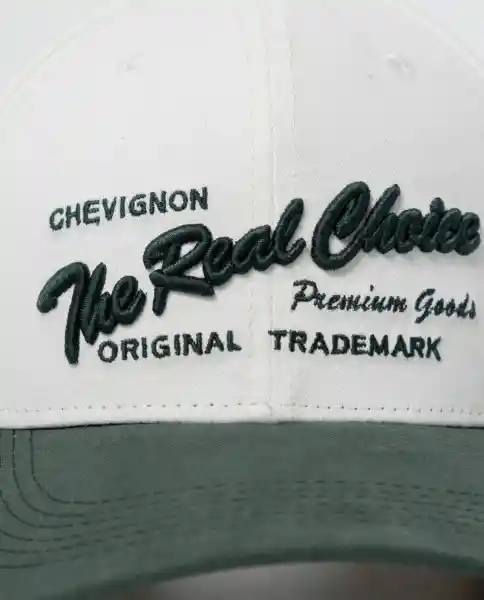 CHEVIGNON
The Real Choice
Premium Goods
ORIGINAL TRADEMARK